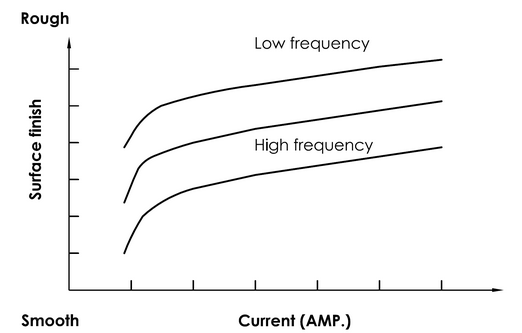 Rough
Low frequency
High frequency
Surface finish
Smooth
Current (AMP.)